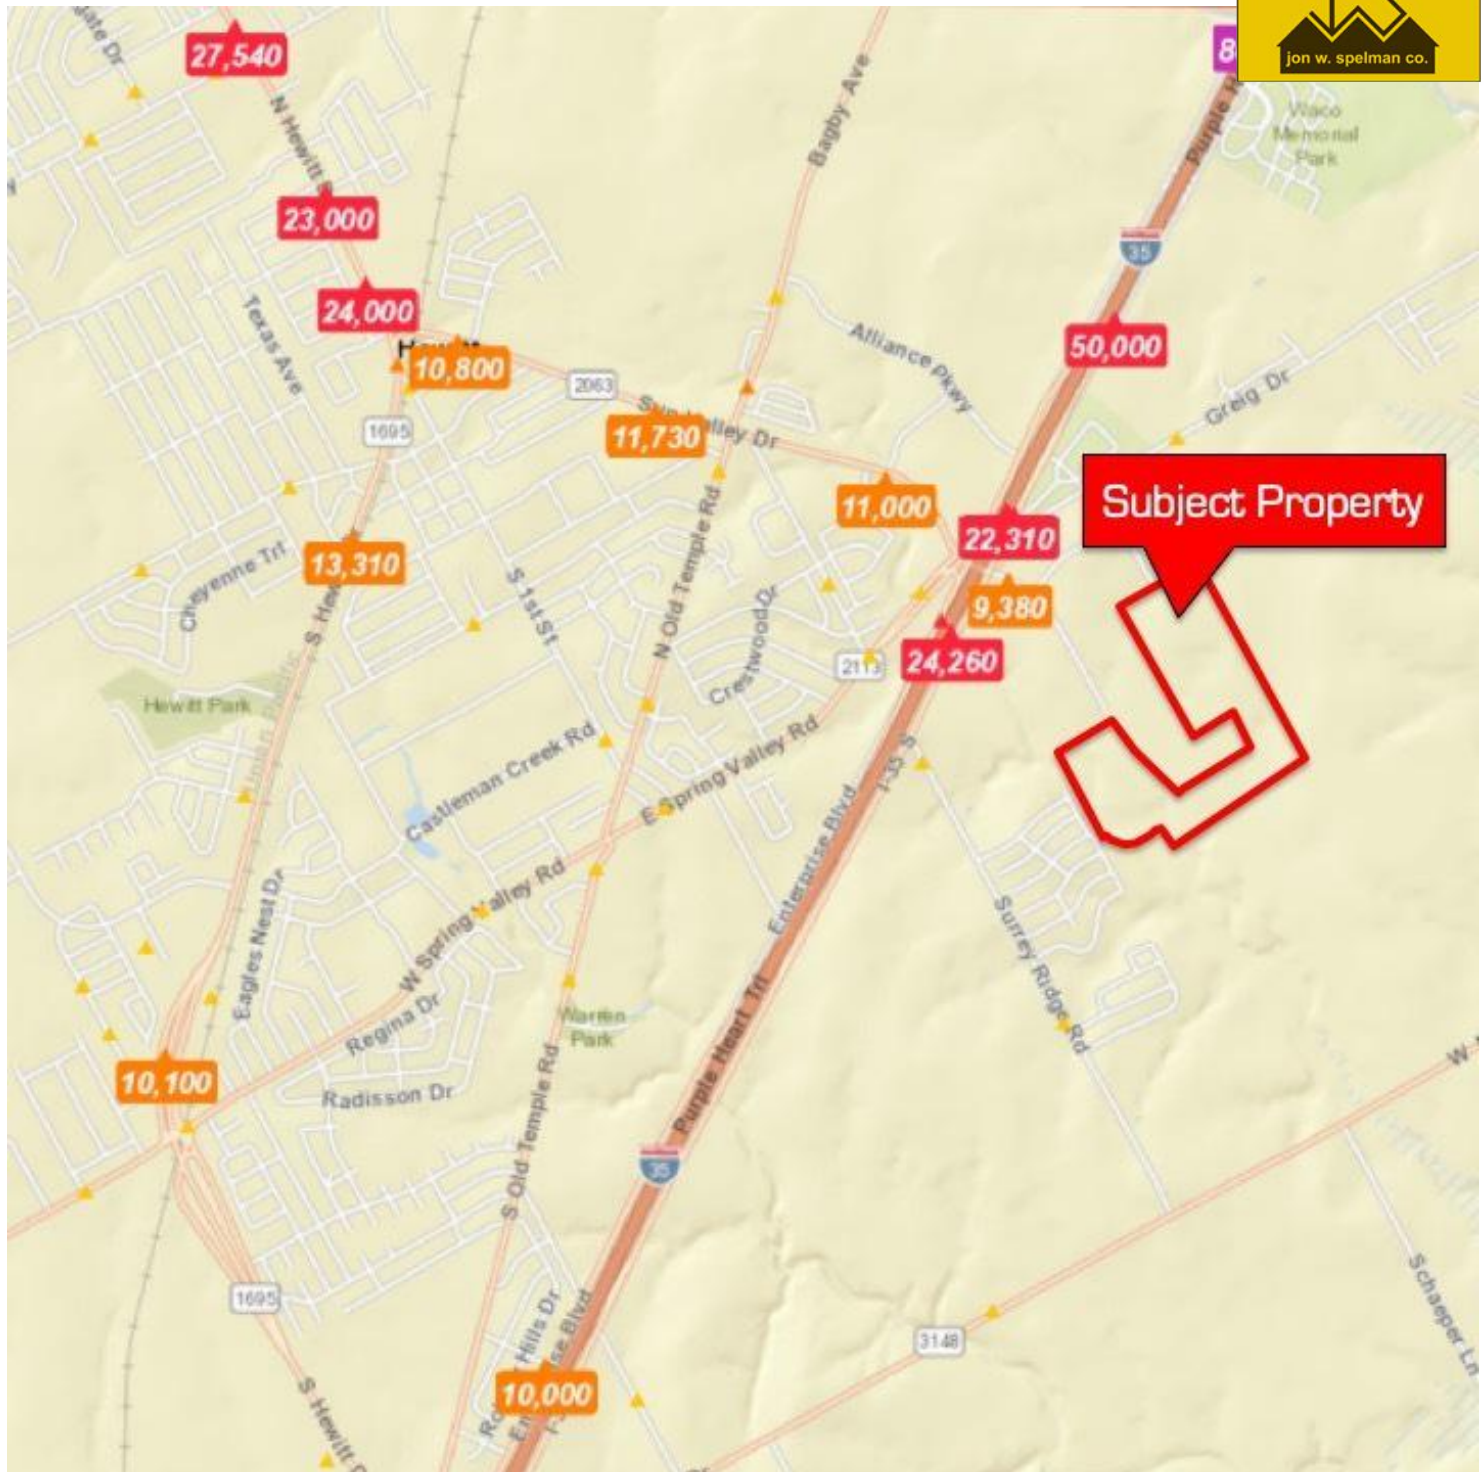 jon w. spelman co.
27,540
8
Waco
Memorial
Park
Bagby Ave
23,000
35
24,000
Texas Ave
10,800
2063
Alliance Pkwy
50,000
Greig Dr
1695
11,730
11,000
Subject Property
22,310
Cheyenne Trl
13,310
S 1st St
N Old Temple Rd
9,380
Crestwood Dr
2113
24,260
Hewitt Park
Castleman Creek Rd
E Spring Valley Rd
I-35 S
Enterprise Blvd
W Spring Valley Rd
Eagles Nest Dr
Surrey Ridge Rd
Regina Dr
Warren
Park
Purple Heart Trl
10,100
Radisson Dr
S Old Temple Rd
35
W
1695
Schaeper Ln
3148
Hills Dr
10,000
S Hewitt